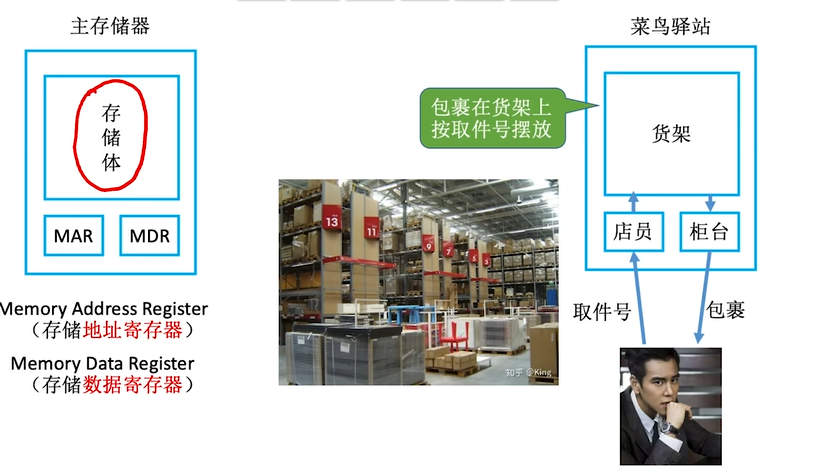 主存储器
存
储
体
MAR
MDR
Memory Address Register
（存储地址寄存器）
Memory Data Register
（存储数据寄存器）
包裹在货架上
按取件号摆放
13
11
9
7
5
3
知乎 @King
菜鸟驿站
货架
店员
柜台
取件号
包裹